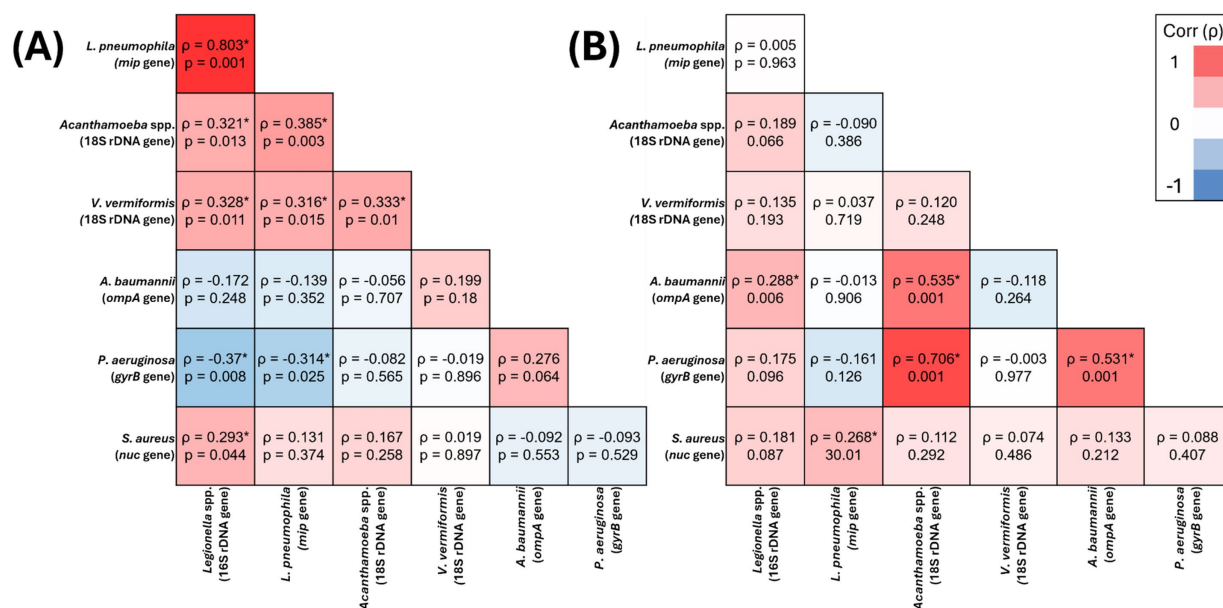 (A)
L. pneumophila
(mip gene)
ρ = 0.803*
p = 0.001
Acanthamoeba spp.
(18S rDNA gene)
ρ = 0.321*
p = 0.013
ρ = 0.385*
p = 0.003
V. vermiformis
(18S rDNA gene)
ρ = 0.328*
p = 0.011
ρ = 0.316*
p = 0.015
ρ = 0.333*
p = 0.01
A. baumannii
(ompA gene)
ρ = -0.172
p = 0.248
ρ = -0.139
p = 0.352
ρ = -0.056
p = 0.707
ρ = 0.199
p = 0.18
P. aeruginosa
(gyrB gene)
ρ = -0.37*
p = 0.008
ρ = -0.314*
p = 0.025
ρ = -0.082
p = 0.565
ρ = -0.019
p = 0.896
ρ = 0.276
p = 0.064
S. aureus
(nuc gene)
ρ = 0.293*
p = 0.044
ρ = 0.131
p = 0.374
ρ = 0.167
p = 0.258
ρ = 0.019
p = 0.897
ρ = -0.092
p = 0.553
ρ = -0.093
p = 0.529
Legionella spp.
(16S rDNA gene)
L. pneumophila
(mip gene)
Acanthamoeba spp.
(18S rDNA gene)
V. vermiformis
(18S rDNA gene)
A. baumannii
(ompA gene)
P. aeruginosa
(gyrB gene)
(B)
L. pneumophila
(mip gene)
ρ = 0.005
p = 0.963
Acanthamoeba spp.
(18S rDNA gene)
ρ = 0.189
0.066
ρ = -0.090
0.386
V. vermiformis
(18S rDNA gene)
ρ = 0.135
0.193
ρ = 0.037
0.719
ρ = 0.120
0.248
A. baumannii
(ompA gene)
ρ = 0.288*
0.006
ρ = -0.013
0.906
ρ = 0.535*
0.001
ρ = -0.118
0.264
P. aeruginosa
(gyrB gene)
ρ = 0.175
0.096
ρ = -0.161
0.126
ρ = 0.706*
0.001
ρ = -0.003
0.977
ρ = 0.531*
0.001
S. aureus
(nuc gene)
ρ = 0.181
0.087
ρ = 0.268*
30.01
ρ = 0.112
0.292
ρ = 0.074
0.486
ρ = 0.133
0.212
ρ = 0.088
0.407
Legionella spp.
(16S rDNA gene)
L. pneumophila
(mip gene)
Acanthamoeba spp.
(18S rDNA gene)
V. vermiformis
(18S rDNA gene)
A. baumannii
(ompA gene)
P. aeruginosa
(gyrB gene)
Corr (ρ)
1
0
-1